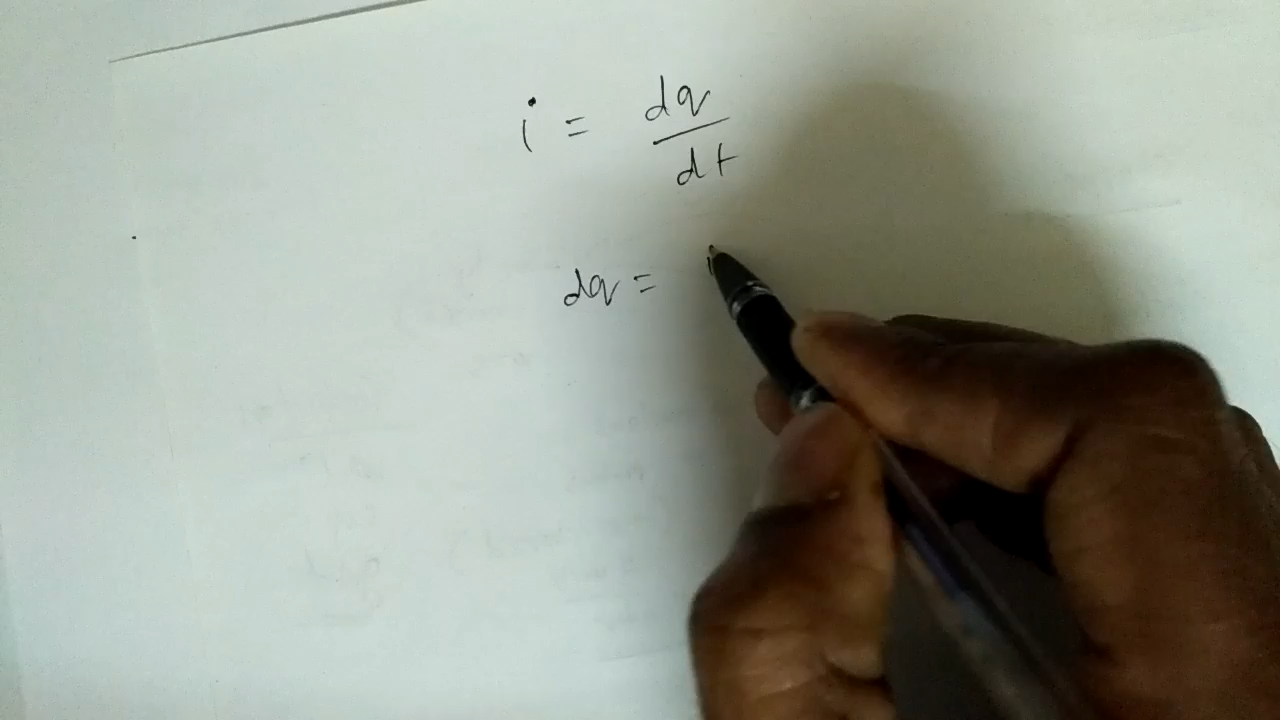 i = dq/dt
dq =